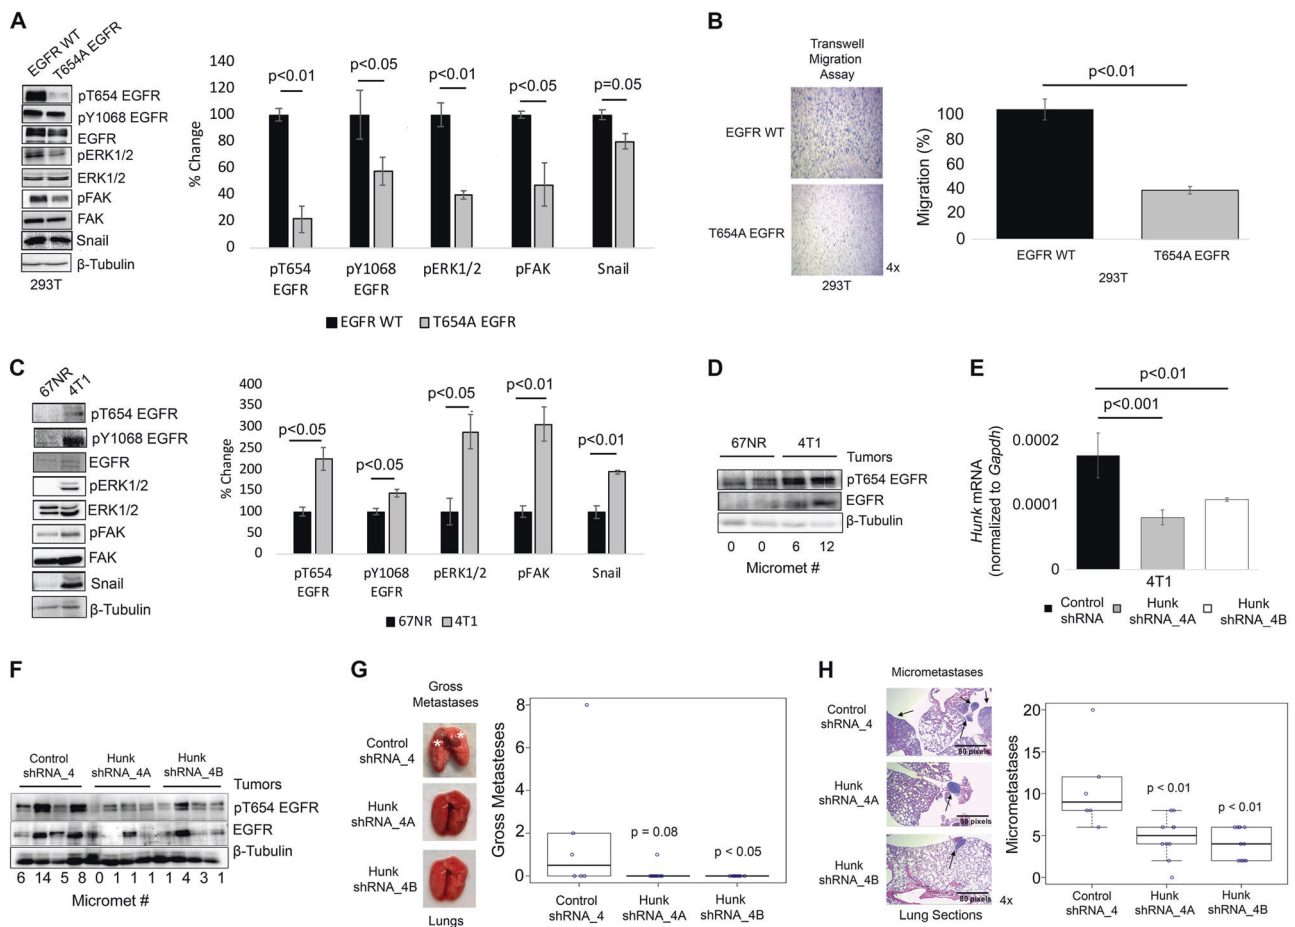 A
EGFR WT
T654A EGFR
pT654 EGFR
pY1068 EGFR
EGFR
pERK1/2
ERK1/2
pFAK
FAK
Snail
β-Tubulin
293T
% Change
140
120
100
80
60
40
20
0
p<0.01
p<0.05
p<0.01
p<0.05
p=0.05
pT654
EGFR
pY1068
EGFR
pERK1/2
pFAK
Snail
EGFR WT
T654A EGFR
B
Transwell
Migration
Assay
EGFR WT
T654A EGFR
4x
293T
Migration (%)
100
80
60
40
20
0
p<0.01
EGFR WT
T654A EGFR
293T
C
67NR
4T1
pT654 EGFR
pY1068 EGFR
EGFR
pERK1/2
ERK1/2
pFAK
FAK
Snail
β-Tubulin
% Change
400
350
300
250
200
150
100
50
0
p<0.05
p<0.05
p<0.05
p<0.01
p<0.01
pT654
EGFR
pY1068
EGFR
pERK1/2
pFAK
Snail
67NR
4T1
D
67NR
4T1
Tumors
pT654 EGFR
EGFR
β-Tubulin
0 0 6 12
Micromet #
E
p<0.01
p<0.001
Hunk mRNA
(normalized to Gapdh)
0.0002
0.0001
0
4T1
Control
shRNA
Hunk
shRNA_4A
Hunk
shRNA_4B
F
Control
shRNA_4
Hunk
shRNA_4A
Hunk
shRNA_4B
Tumors
pT654 EGFR
EGFR
β-Tubulin
6 14 5 8 0 1 1 1 1 4 3 1
Micromet #
G
Gross
Metastases
Control
shRNA_4
Hunk
shRNA_4A
Hunk
shRNA_4B
Lungs
* *
Gross Metasteses
8
6
4
2
0
p = 0.08
p < 0.05
Control
shRNA_4
Hunk
shRNA_4A
Hunk
shRNA_4B
H
Micrometastases
Control
shRNA_4
80 pixels
Hunk
shRNA_4A
80 pixels
Hunk
shRNA_4B
80 pixels
4x
Lung Sections
Micrometastases
20
15
10
5
0
p < 0.01
p < 0.01
Control
shRNA_4
Hunk
shRNA_4A
Hunk
shRNA_4B